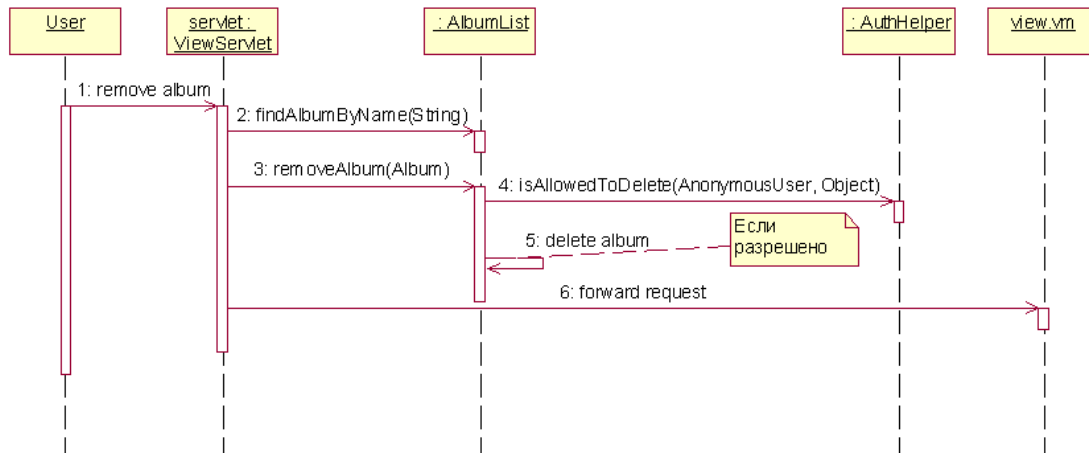 User
servlet :
ViewServlet
: AlbumList
: AuthHelper
view.vm
1: remove album
2: findAlbumByName(String)
3: removeAlbum(Album)
4: isAllowedToDelete(AnonymousUser, Object)
Если
разрешено
5: delete album
6: forward request